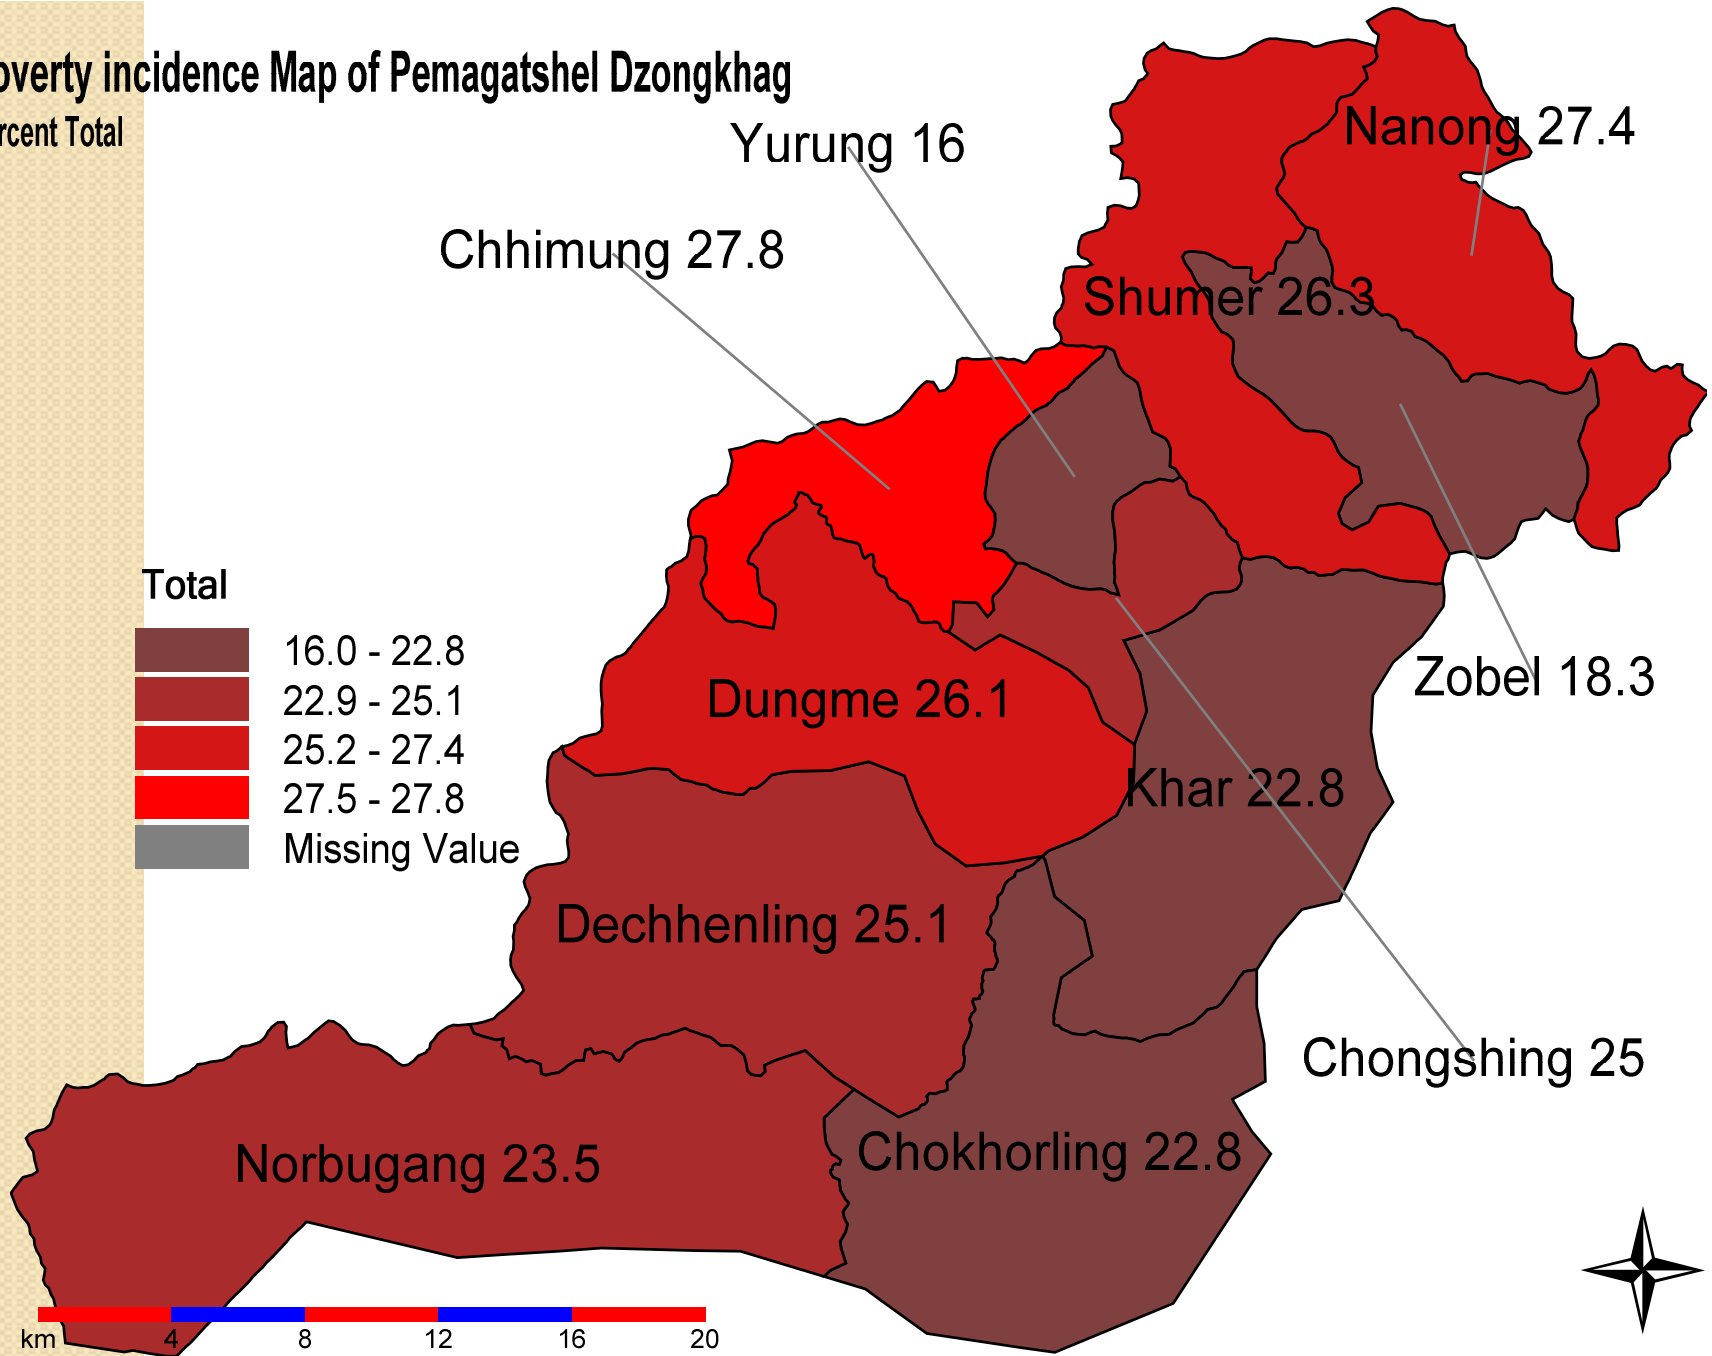 overty incidence Map of Pemagatshel Dzongkhag
rcent Total
Yurung 16
Nanong 27.4
Chhimung 27.8
Shumer 26.3
Total
16.0 - 22.8
22.9 - 25.1
25.2 - 27.4
27.5 - 27.8
Missing Value
Zobel 18.3
Dungme 26.1
Khar 22.8
Dechhenling 25.1
Chongshing 25
Chokhorling 22.8
Norbugang 23.5
km 4 8 12 16 20